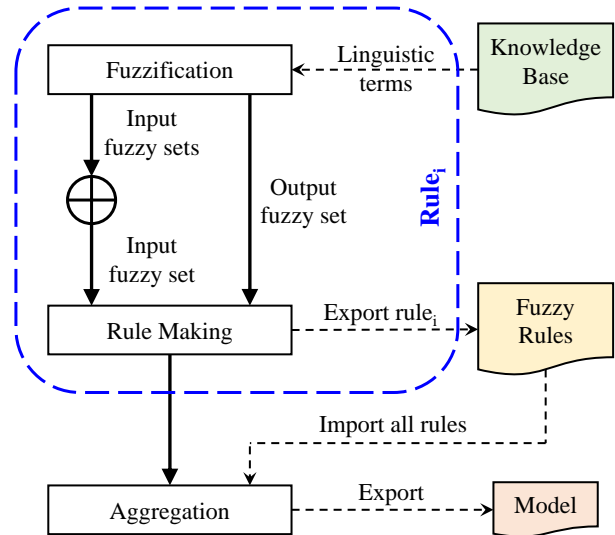 Fuzzification
Linguistic
terms
Knowledge
Base
Input
fuzzy sets
Output
fuzzy set
Input
fuzzy set
Rule_i
Rule Making
Export rule_i
Fuzzy
Rules
Import all rules
Aggregation
Export
Model